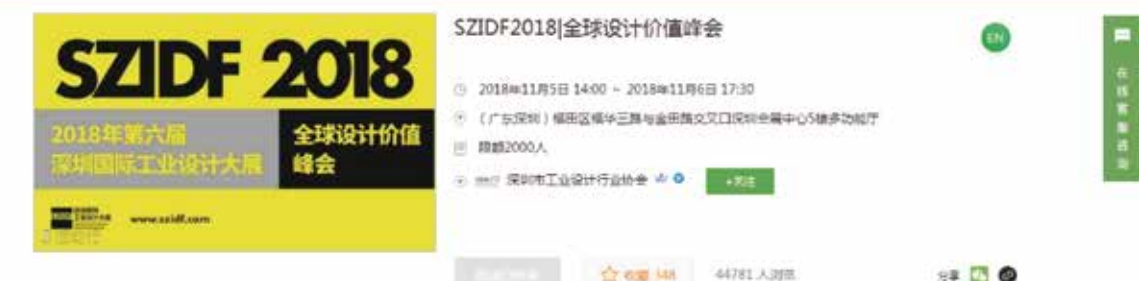 SZIDF 2018
2018年第六届
深圳国际工业设计大展
全球设计价值
峰会
www.szidf.com
SZIDF2018|全球设计价值峰会
EN
2018年11月5日 14:00 ~ 2018年11月6日 17:30
（广东深圳）福田区福华三路与金田路交叉口深圳会展中心5楼多功能厅
限额2000人
深圳市工业设计行业协会
+关注
收藏 348
44781 人浏览
分享
在线客服咨询